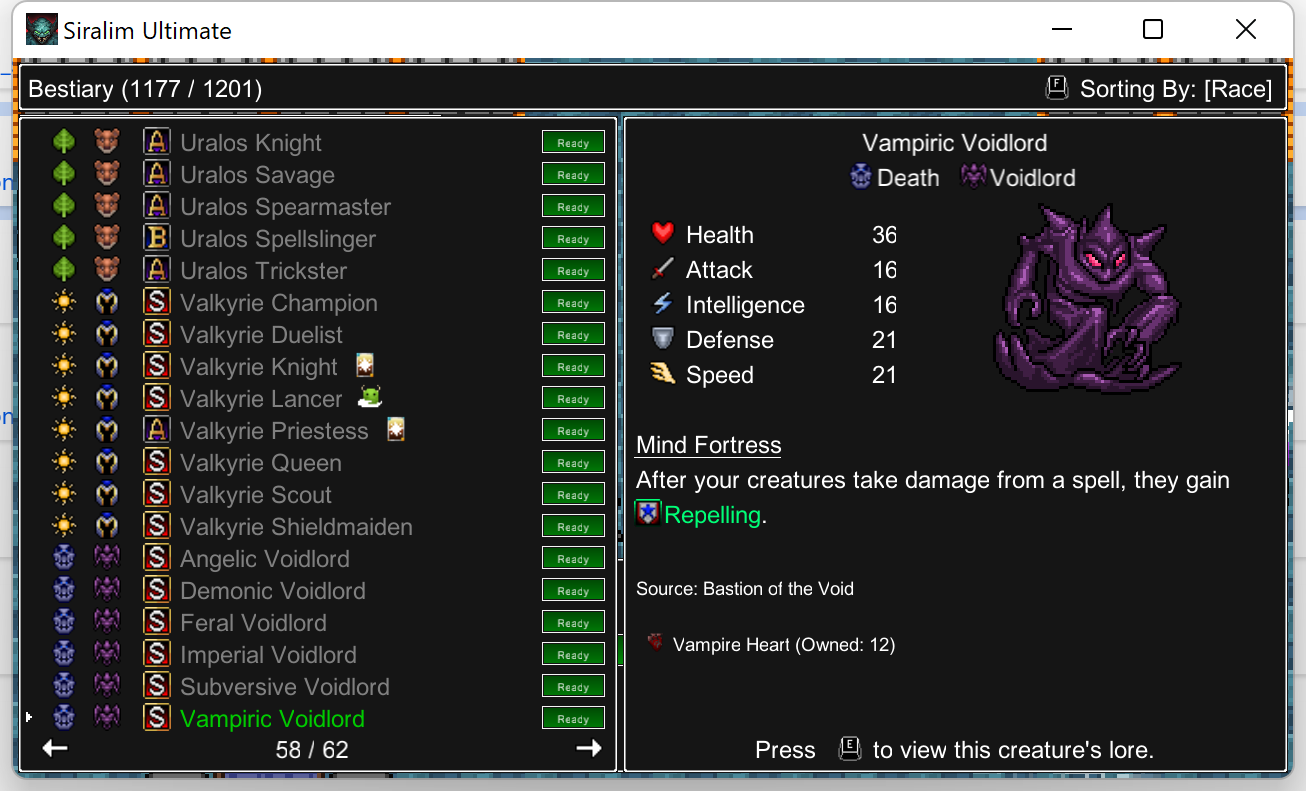 Siralim Ultimate
Bestiary (1177 / 1201)
F Sorting By: [Race]
A Uralos Knight Ready
A Uralos Savage Ready
A Uralos Spearmaster Ready
B Uralos Spellslinger Ready
A Uralos Trickster Ready
S Valkyrie Champion Ready
S Valkyrie Duelist Ready
S Valkyrie Knight Ready
S Valkyrie Lancer Ready
A Valkyrie Priestess Ready
S Valkyrie Queen Ready
S Valkyrie Scout Ready
S Valkyrie Shieldmaiden Ready
S Angelic Voidlord Ready
S Demonic Voidlord Ready
S Feral Voidlord Ready
S Imperial Voidlord Ready
S Subversive Voidlord Ready
S Vampiric Voidlord Ready
58 / 62
Vampiric Voidlord
Death Voidlord
Health 36
Attack 16
Intelligence 16
Defense 21
Speed 21
Mind Fortress
After your creatures take damage from a spell, they gain
Repelling.
Source: Bastion of the Void
Vampire Heart (Owned: 12)
Press E to view this creature's lore.